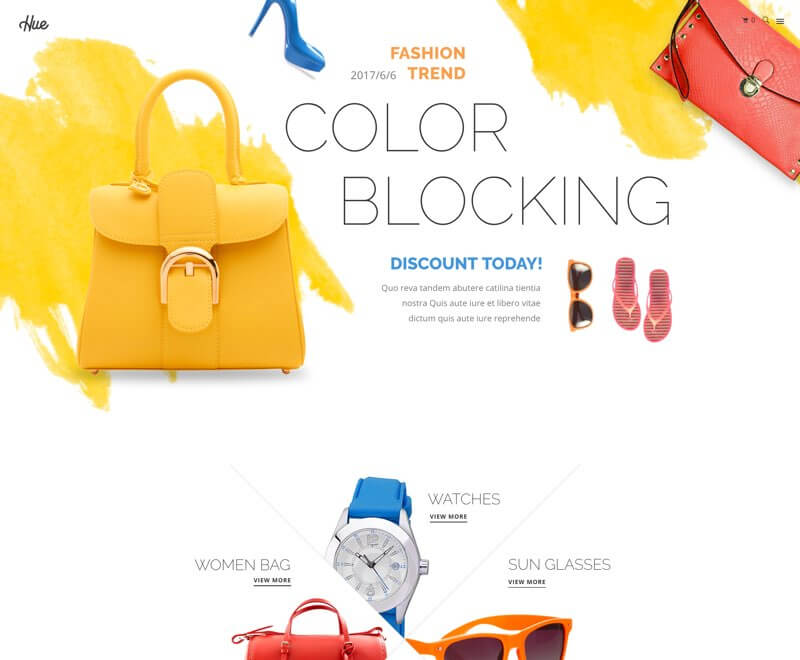 Hue
0
FASHION
2017/6/6 TREND
COLOR
BLOCKING
DISCOUNT TODAY!
Quo reva tandem abutere catilina tientia
nostra Quis aute iure et libero vitae
dictum quis aute iure reprehende
WATCHES
VIEW MORE
WOMEN BAG
VIEW MORE
SUN GLASSES
VIEW MORE